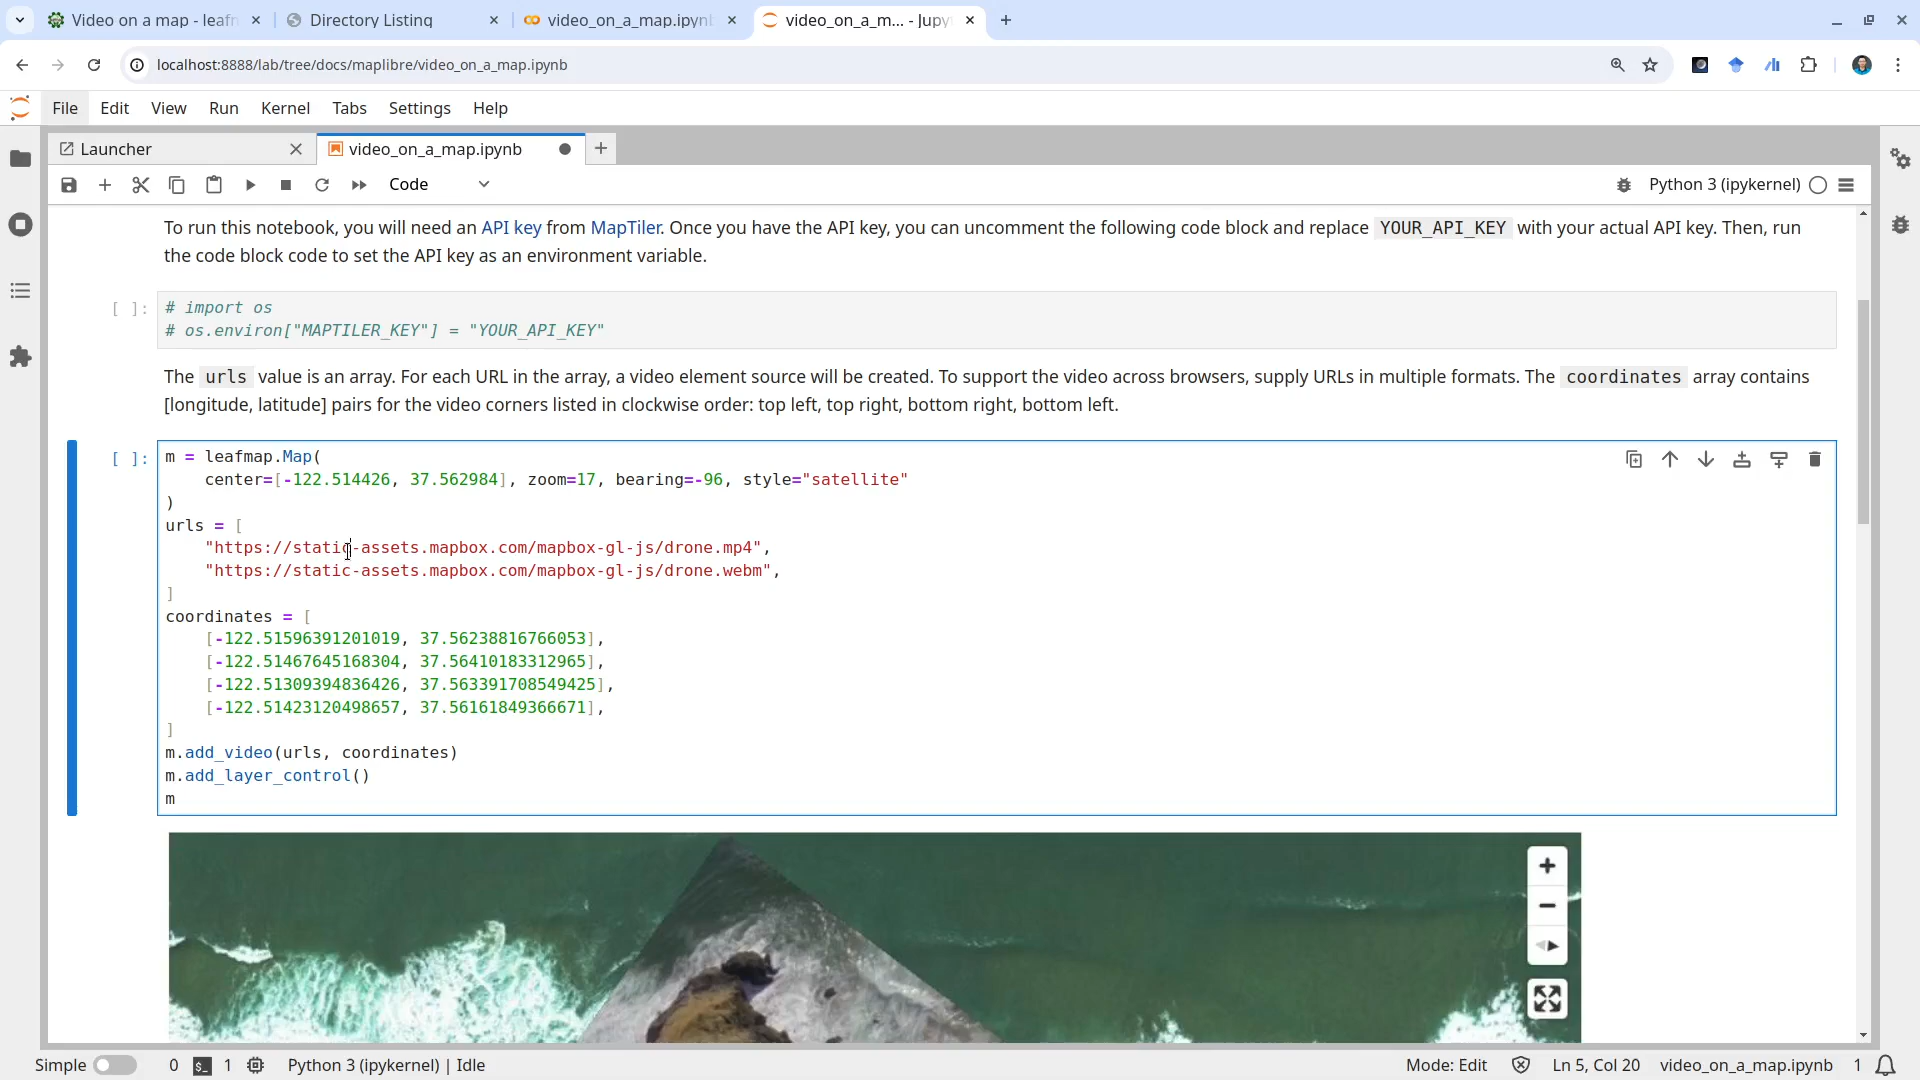 Video on a map - leafm
Directory Listing
video_on_a_map.ipynb
video_on_a_m... - Jupy
localhost:8888/lab/tree/docs/maplibre/video_on_a_map.ipynb
File Edit View Run Kernel Tabs Settings Help
Launcher
video_on_a_map.ipynb
Code
Python 3 (ipykernel)
To run this notebook, you will need an API key from MapTiler. Once you have the API key, you can uncomment the following code block and replace YOUR_API_KEY with your actual API key. Then, run
the code block code to set the API key as an environment variable.
[ ]:
# import os
# os.environ["MAPTILER_KEY"] = "YOUR_API_KEY"
The urls value is an array. For each URL in the array, a video element source will be created. To support the video across browsers, supply URLs in multiple formats. The coordinates array contains
[longitude, latitude] pairs for the video corners listed in clockwise order: top left, top right, bottom right, bottom left.
[ ]:
m = leafmap.Map(
center=[-122.514426, 37.562984], zoom=17, bearing=-96, style="satellite"
)
urls = [
"https://static-assets.mapbox.com/mapbox-gl-js/drone.mp4",
"https://static-assets.mapbox.com/mapbox-gl-js/drone.webm",
]
coordinates = [
[-122.51596391201019, 37.56238816766053],
[-122.51467645168304, 37.56410183312965],
[-122.51309394836426, 37.563391708549425],
[-122.51423120498657, 37.56161849366671],
]
m.add_video(urls, coordinates)
m.add_layer_control()
m
Simple 0 1 Python 3 (ipykernel) | Idle
Mode: Edit Ln 5, Col 20 video_on_a_map.ipynb 1